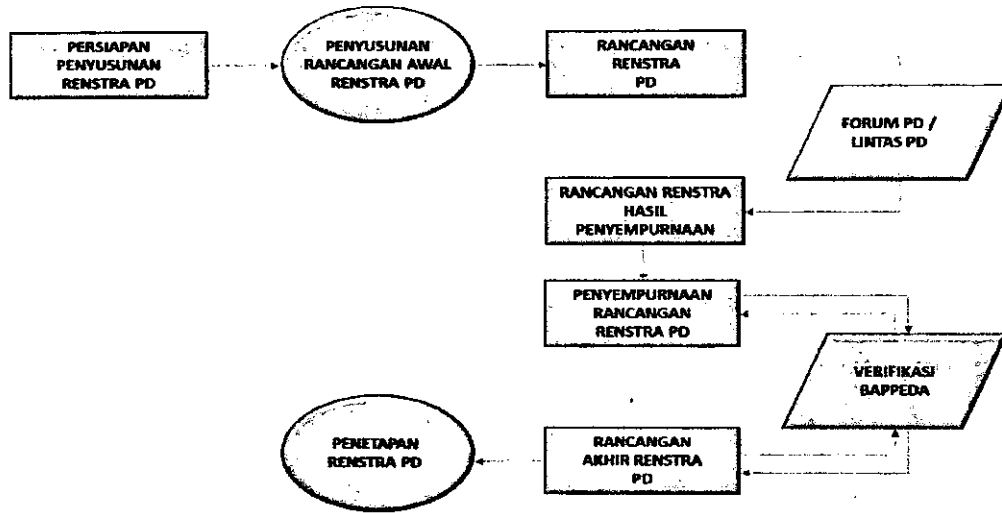 PERSIAPAN
PENYUSUNAN
RENSTRA PD
PENYUSUNAN
RANCANGAN AWAL
RENSTRA PD
RANCANGAN
RENSTRA
PD
FORUM PD /
LINTAS PD
RANCANGAN RENSTRA
HASIL
PENYEMPURNAAN
PENYEMPURNAAN
RANCANGAN
RENSTRA PD
VERIFIKASI
BAPPEDA
RANCANGAN
AKHIR RENSTRA
PD
PENETAPAN
RENSTRA PD